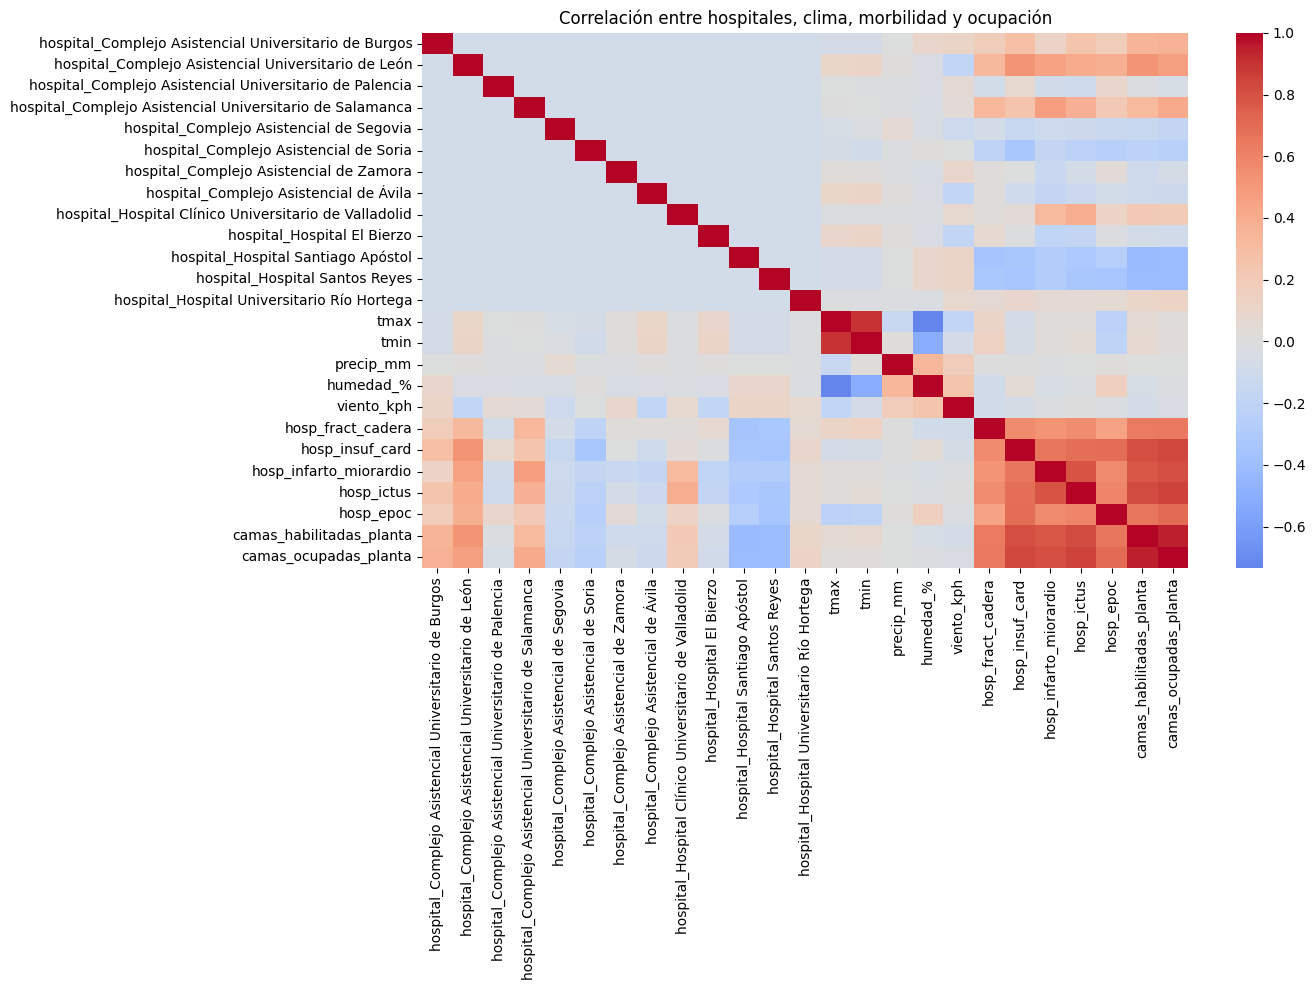 Correlación entre hospitales, clima, morbilidad y ocupación
hospital_Complejo Asistencial Universitario de Burgos
hospital_Complejo Asistencial Universitario de León
hospital_Complejo Asistencial Universitario de Palencia
hospital_Complejo Asistencial Universitario de Salamanca
hospital_Complejo Asistencial de Segovia
hospital_Complejo Asistencial de Soria
hospital_Complejo Asistencial de Zamora
hospital_Complejo Asistencial de Ávila
hospital_Hospital Clínico Universitario de Valladolid
hospital_Hospital El Bierzo
hospital_Hospital Santiago Apóstol
hospital_Hospital Santos Reyes
hospital_Hospital Universitario Río Hortega
tmax
tmin
precip_mm
humedad_%
viento_kph
hosp_fract_cadera
hosp_insuf_card
hosp_infarto_miorardio
hosp_ictus
hosp_epoc
camas_habilitadas_planta
camas_ocupadas_planta
hospital_Complejo Asistencial Universitario de Burgos
hospital_Complejo Asistencial Universitario de León
hospital_Complejo Asistencial Universitario de Palencia
hospital_Complejo Asistencial Universitario de Salamanca
hospital_Complejo Asistencial de Segovia
hospital_Complejo Asistencial de Soria
hospital_Complejo Asistencial de Zamora
hospital_Complejo Asistencial de Ávila
hospital_Hospital Clínico Universitario de Valladolid
hospital_Hospital El Bierzo
hospital_Hospital Santiago Apóstol
hospital_Hospital Santos Reyes
hospital_Hospital Universitario Río Hortega
tmax
tmin
precip_mm
humedad_%
viento_kph
hosp_fract_cadera
hosp_insuf_card
hosp_infarto_miorardio
hosp_ictus
hosp_epoc
camas_habilitadas_planta
camas_ocupadas_planta
1.0
0.8
0.6
0.4
0.2
0.0
−0.2
−0.4
−0.6